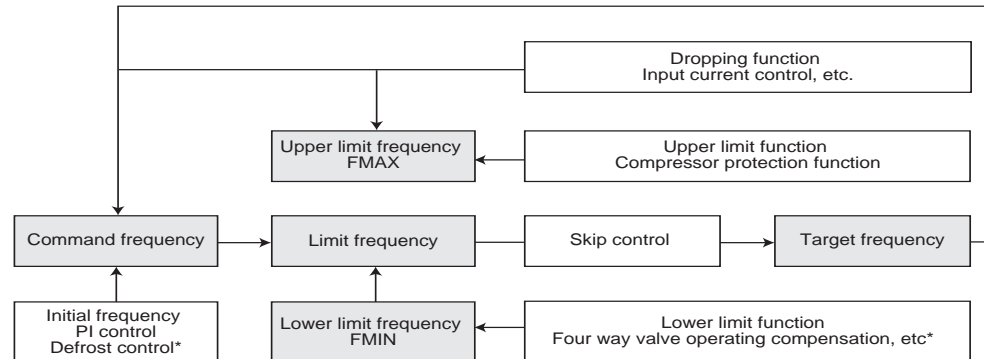 Dropping function
Input current control, etc.
Upper limit frequency
FMAX
Upper limit function
Compressor protection function
Command frequency
Limit frequency
Skip control
Target frequency
Initial frequency
PI control
Defrost control*
Lower limit frequency
FMIN
Lower limit function
Four way valve operating compensation, etc*